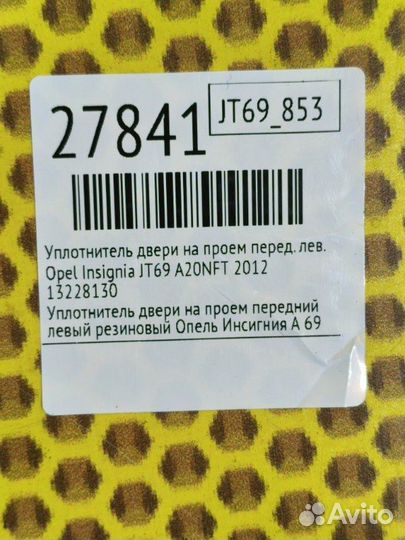 27841
JT69_853
Уплотнитель двери на проем перед. лев.
Opel Insignia JT69 A20NFT 2012
13228130
Уплотнитель двери на проем передний
левый резиновый Опель Инсигния А 69
Avito